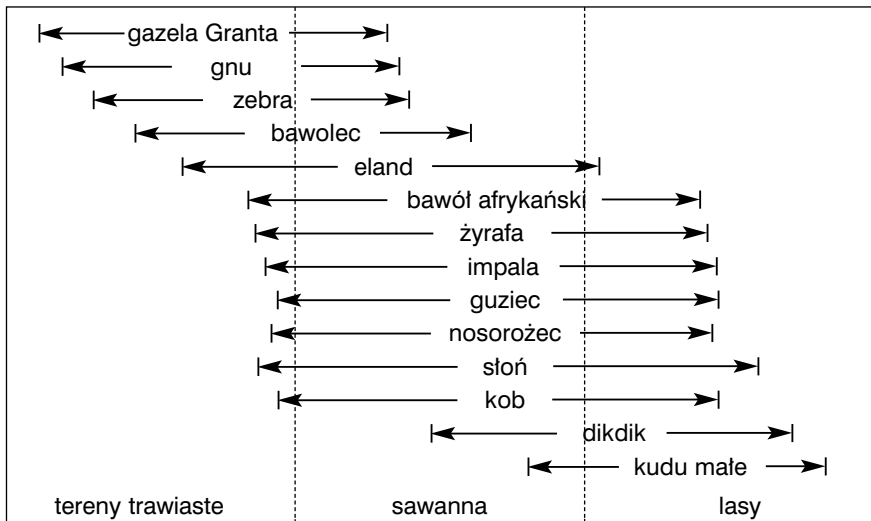 gazela Granta
gnu
zebra
bawolec
eland
bawół afrykański
żyrafa
impala
guziec
nosorożec
słoń
kob
dikdik
kudu małe
tereny trawiaste sawanna lasy